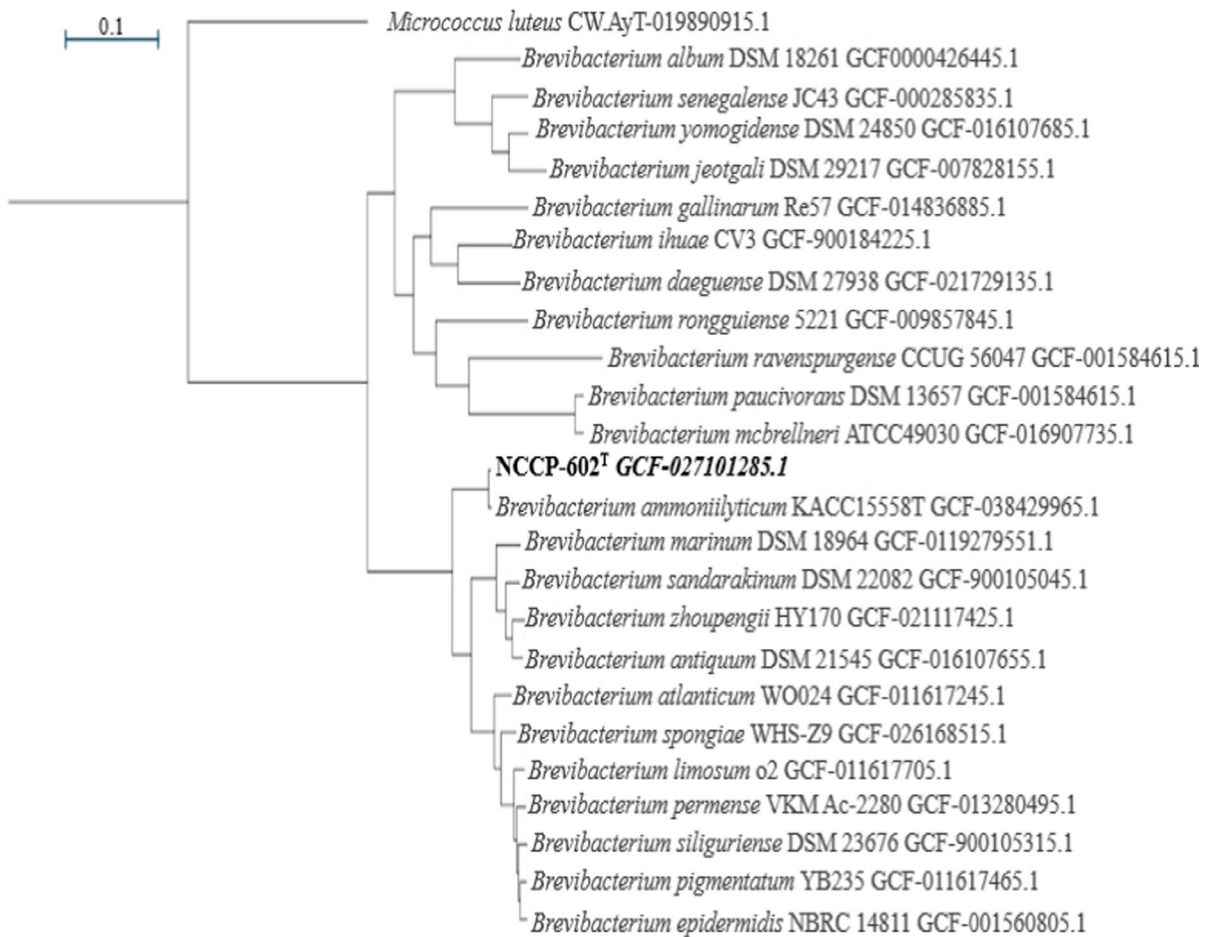 0.1
Micrococcus luteus CW.AyT-019890915.1
Brevibacterium album DSM 18261 GCF0000426445.1
Brevibacterium senegalense JC43 GCF-000285835.1
Brevibacterium yomogidense DSM 24850 GCF-016107685.1
Brevibacterium jeotgali DSM 29217 GCF-007828155.1
Brevibacterium gallinarum Re57 GCF-014836885.1
Brevibacterium ihuae CV3 GCF-900184225.1
Brevibacterium daeguense DSM 27938 GCF-021729135.1
Brevibacterium rongguiense 5221 GCF-009857845.1
Brevibacterium ravenspurgense CCUG 56047 GCF-001584615.1
Brevibacterium paucivorans DSM 13657 GCF-001584615.1
Brevibacterium mcbrellneri ATCC49030 GCF-016907735.1
NCCP-602ᵀ GCF-027101285.1
Brevibacterium ammoniilyticum KACC15558T GCF-038429965.1
Brevibacterium marinum DSM 18964 GCF-0119279551.1
Brevibacterium sandarakinum DSM 22082 GCF-900105045.1
Brevibacterium zhoupengii HY170 GCF-021117425.1
Brevibacterium antiquum DSM 21545 GCF-016107655.1
Brevibacterium atlanticum WO024 GCF-011617245.1
Brevibacterium spongiae WHS-Z9 GCF-026168515.1
Brevibacterium limosum o2 GCF-011617705.1
Brevibacterium permense VKM Ac-2280 GCF-013280495.1
Brevibacterium siliguriense DSM 23676 GCF-900105315.1
Brevibacterium pigmentatum YB235 GCF-011617465.1
Brevibacterium epidermidis NBRC 14811 GCF-001560805.1